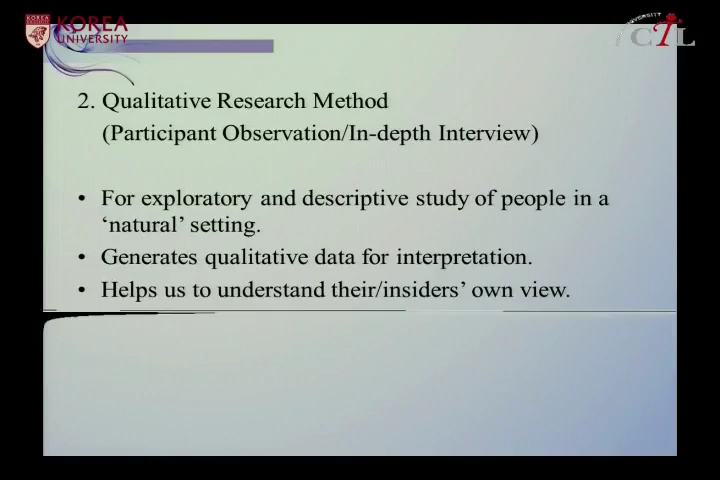 KOREA
UNIVERSITY
UNIVERSITY
CTL
2. Qualitative Research Method
(Participant Observation/In-depth Interview)
• For exploratory and descriptive study of people in a
‘natural’ setting.
• Generates qualitative data for interpretation.
• Helps us to understand their/insiders’ own view.